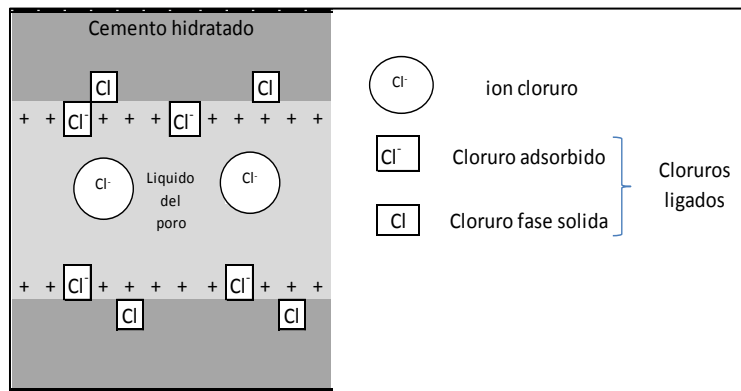 Cemento hidratado
Cl Cl
+ + Cl⁻ + + + Cl⁻ + + + + + +
Cl⁻ Cl⁻
Liquido
del
poro
+ + Cl⁻ + + + + + + Cl⁻ + + +
Cl Cl
Cl⁻ ion cloruro
Cl⁻ Cloruro adsorbido
Cl Cloruro fase solida
Cloruros
ligados